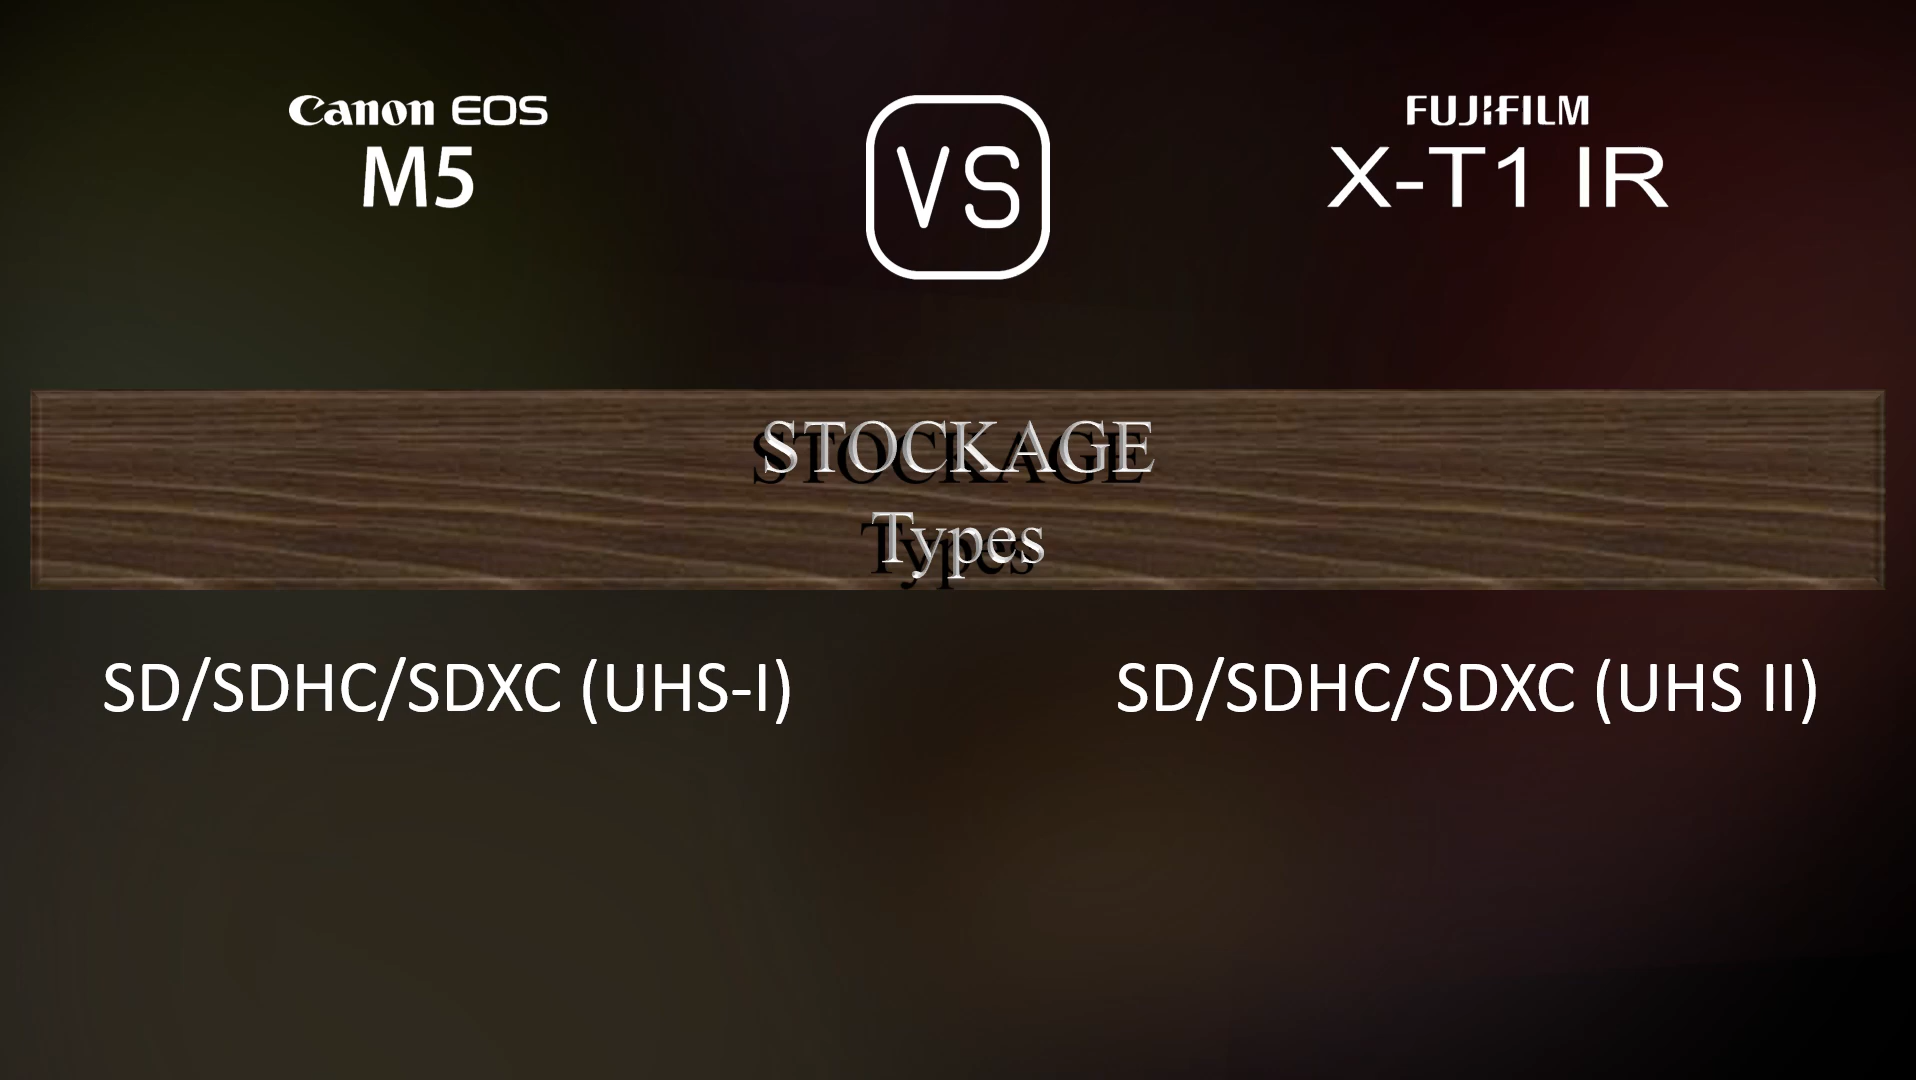 Canon EOS
M5
VS
FUJIFILM
X-T1 IR
STOCKAGE
Types
SD/SDHC/SDXC (UHS-I)
SD/SDHC/SDXC (UHS II)